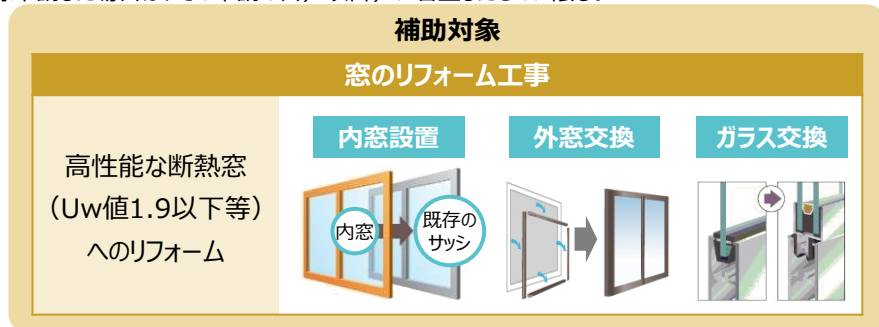 補助対象
窓のリフォーム工事
高性能な断熱窓
（Uw値1.9以下等）
へのリフォーム
内窓設置
外窓交換
ガラス交換
内窓
既存の
サッシ